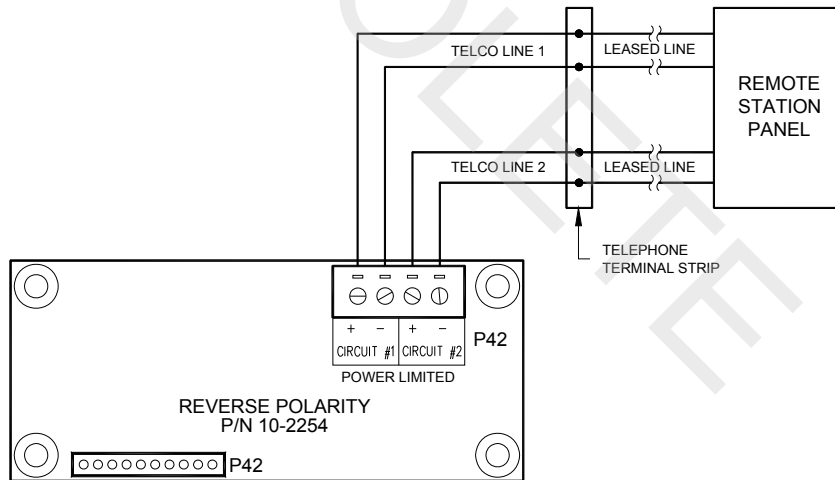 TELCO LINE 1
LEASED LINE
REMOTE
STATION
PANEL
TELCO LINE 2
LEASED LINE
TELEPHONE
TERMINAL STRIP
+ − + −
CIRCUIT #1 CIRCUIT #2
P42
POWER LIMITED
REVERSE POLARITY
P/N 10-2254
P42
OLETE